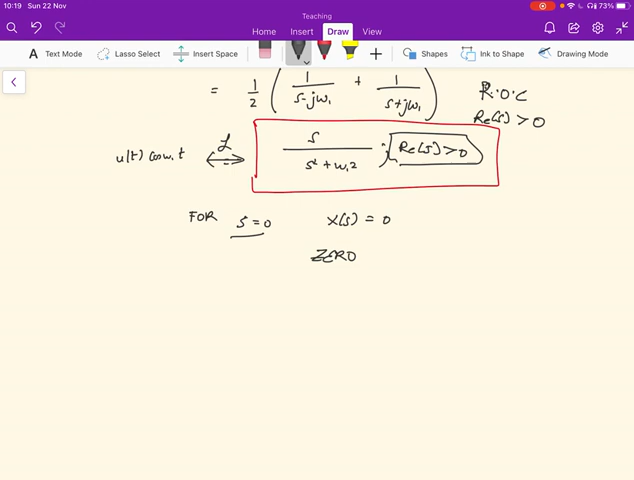 10:19 Sun 22 Nov
73%
Teaching
Home Insert Draw View
Text Mode Lasso Select Insert Space Shapes Ink to Shape Drawing Mode
= 1/2 ( 1/(s-jω₁ + 1/(s+jω₁ ) R.O.C
Re(s) > 0
u(t) cosω₁t ℒ ↔ s/(s² + ω₁2 ; Re(s) > 0
FOR s = 0 X(s) = 0
ZERO